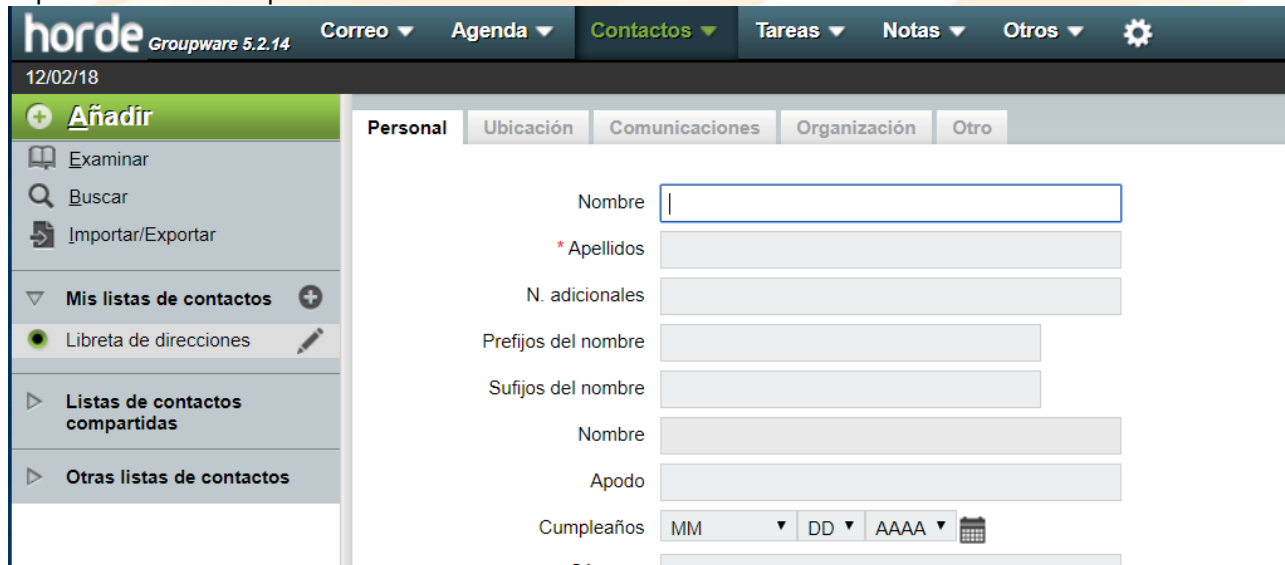 horde Groupware 5.2.14 Correo Agenda Contactos Tareas Notas Otros
12/02/18
Añadir
Examinar
Buscar
Importar/Exportar
Mis listas de contactos
Libreta de direcciones
Listas de contactos
compartidas
Otras listas de contactos
Personal Ubicación Comunicaciones Organización Otro
Nombre
* Apellidos
N. adicionales
Prefijos del nombre
Sufijos del nombre
Nombre
Apodo
Cumpleaños MM DD AAAA